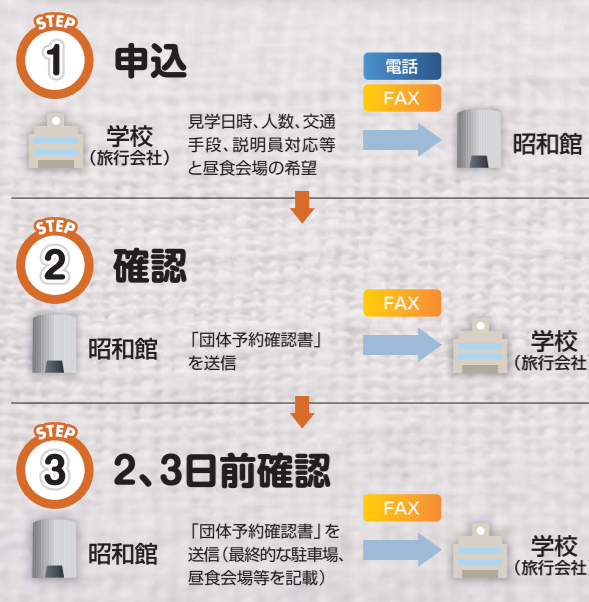 STEP
1 申込
電話
FAX
学校
（旅行会社）
見学日時、人数、交通
手段、説明員対応等
と昼食会場の希望
昭和館
STEP
2 確認
FAX
昭和館
「団体予約確認書」
を送信
学校
（旅行会社
STEP
3 2、3日前確認
FAX
昭和館
「団体予約確認書」を
送信（最終的な駐車場、
昼食会場等を記載）
学校
（旅行会社